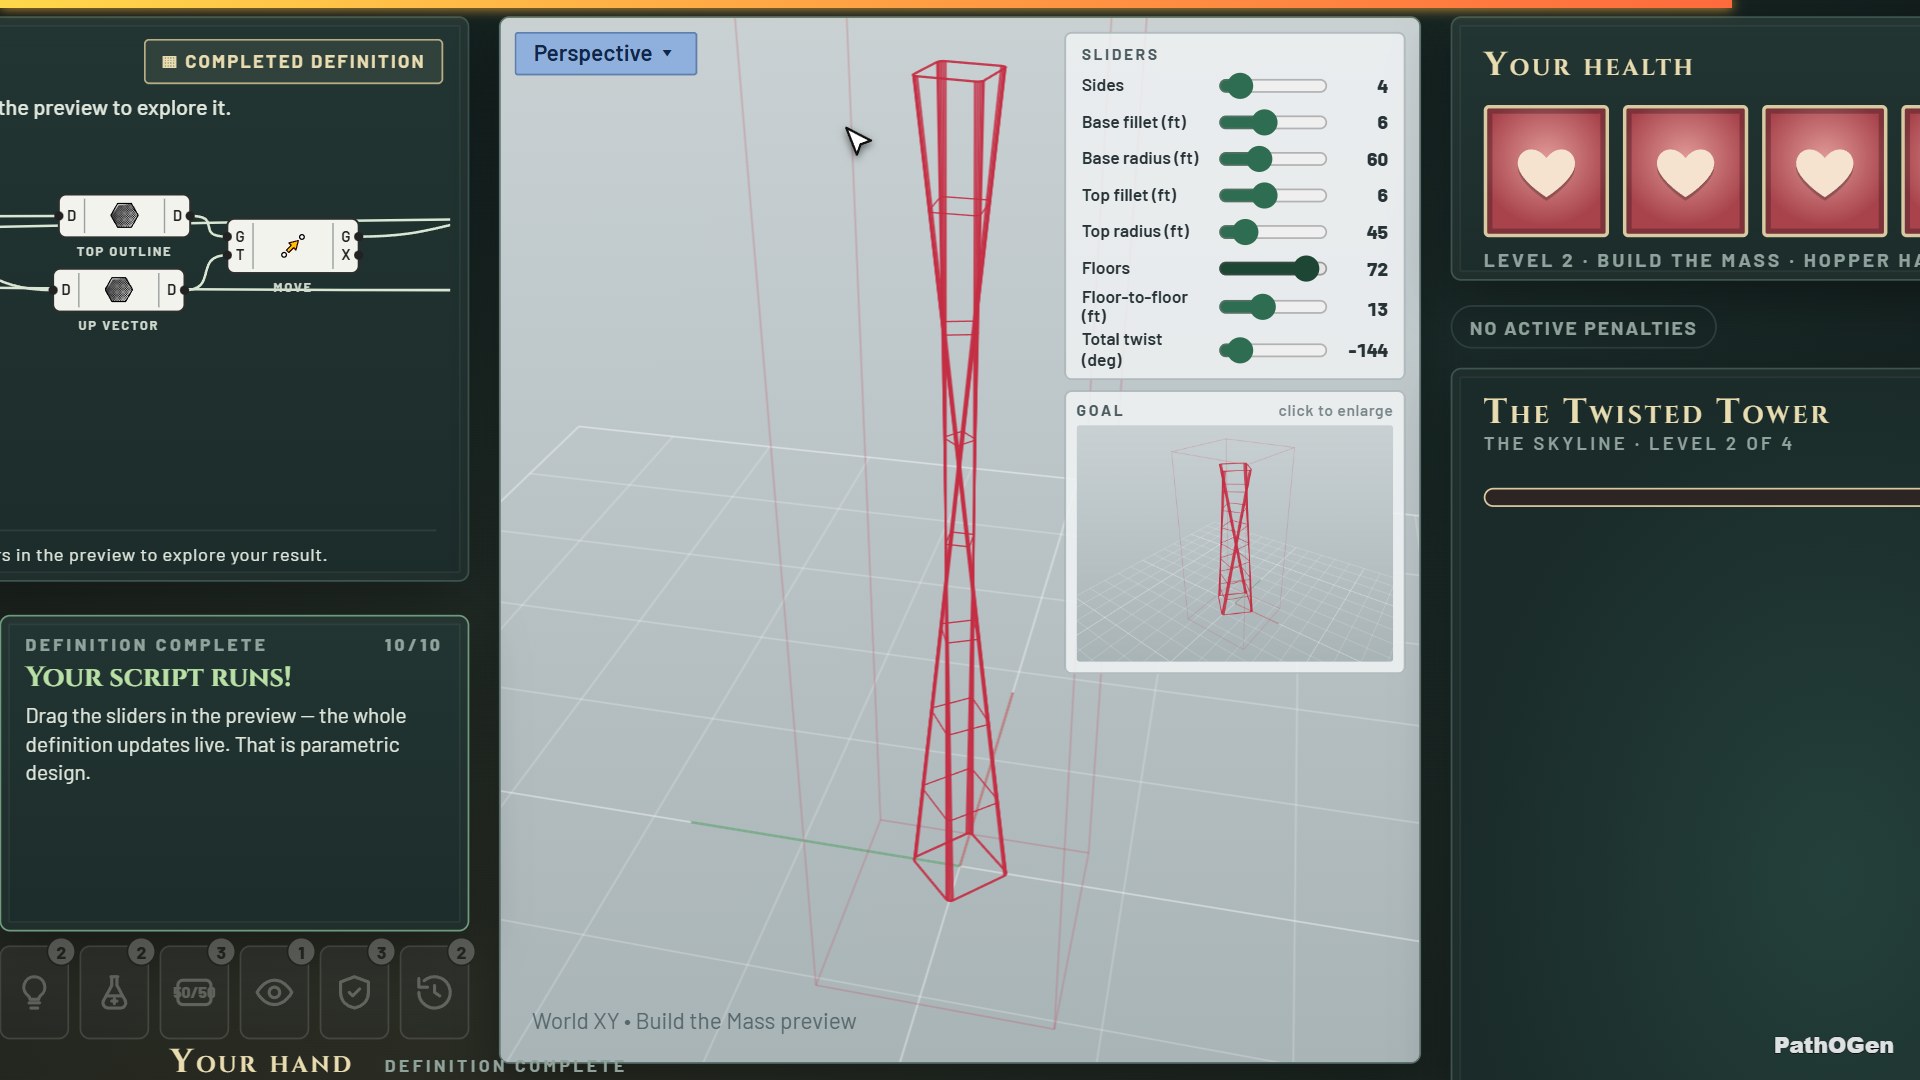 COMPLETED DEFINITION
the preview to explore it.
D D
TOP OUTLINE
G G
T X
MOVE
D D
UP VECTOR
s in the preview to explore your result.
DEFINITION COMPLETE 10/10
YOUR SCRIPT RUNS!
Drag the sliders in the preview — the whole
definition updates live. That is parametric
design.
2 2 3 1 3 2
50/50
YOUR HAND DEFINITION COMPLETE
Perspective
SLIDERS
Sides 4
Base fillet (ft) 6
Base radius (ft) 60
Top fillet (ft) 6
Top radius (ft) 45
Floors 72
Floor-to-floor
(ft) 13
Total twist
(deg) -144
GOAL click to enlarge
World XY • Build the Mass preview
YOUR HEALTH
LEVEL 2 · BUILD THE MASS · HOPPER HA
NO ACTIVE PENALTIES
THE TWISTED TOWER
THE SKYLINE · LEVEL 2 OF 4
PathOGen